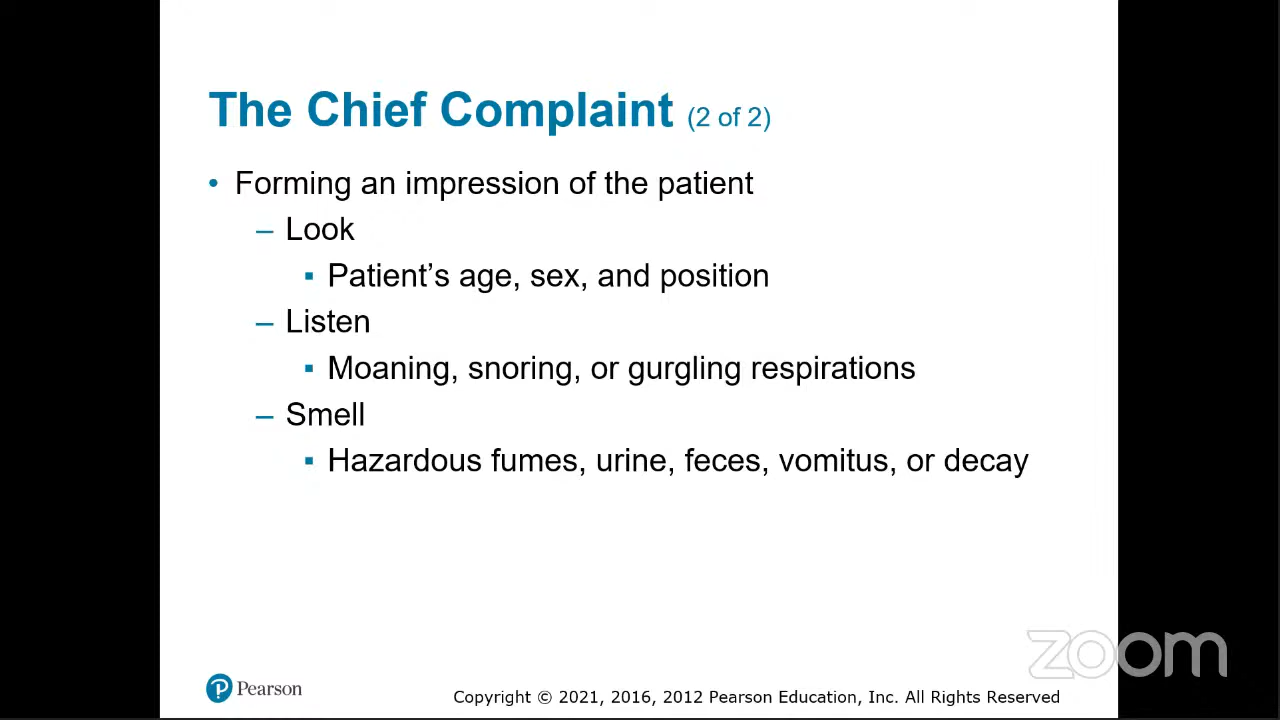 The Chief Complaint (2 of 2)
• Forming an impression of the patient
– Look
▪ Patient’s age, sex, and position
– Listen
▪ Moaning, snoring, or gurgling respirations
– Smell
▪ Hazardous fumes, urine, feces, vomitus, or decay
zoom
Pearson
Copyright © 2021, 2016, 2012 Pearson Education, Inc. All Rights Reserved